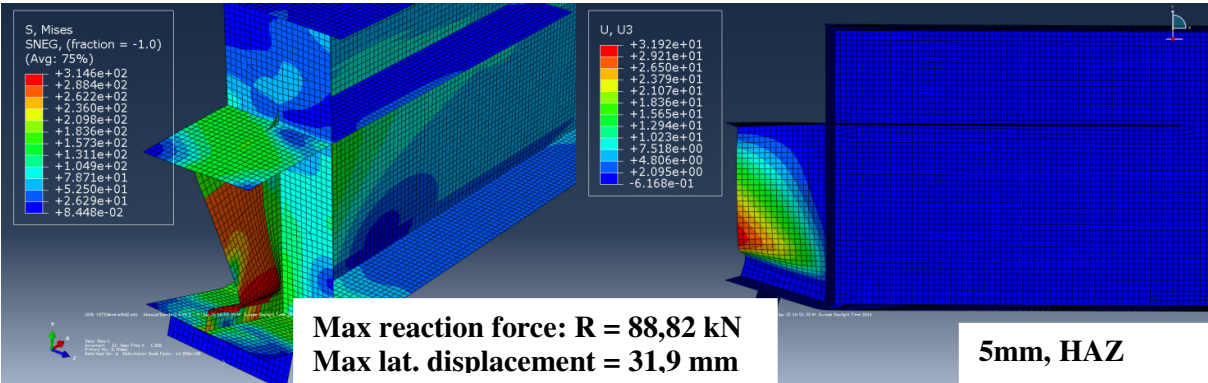 S, Mises
SNEG, (fraction = -1.0)
(Avg: 75%)
+3.146e+02
+2.884e+02
+2.622e+02
+2.360e+02
+2.098e+02
+1.836e+02
+1.573e+02
+1.311e+02
+1.049e+02
+7.871e+01
+5.250e+01
+2.629e+01
+8.448e-02
U, U3
+3.192e+01
+2.921e+01
+2.650e+01
+2.379e+01
+2.107e+01
+1.836e+01
+1.565e+01
+1.294e+01
+1.023e+01
+7.518e+00
+4.806e+00
+2.095e+00
-6.168e-01
Max reaction force: R = 88,82 kN
Max lat. displacement = 31,9 mm
5mm, HAZ